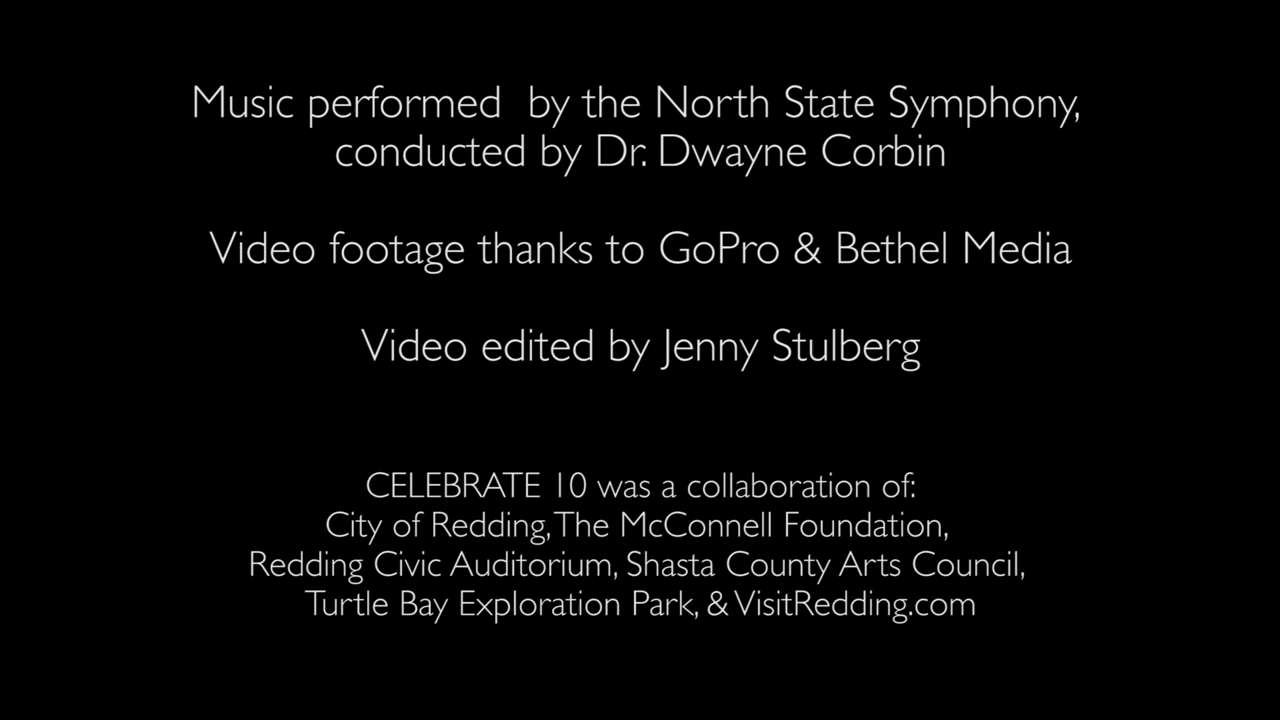 Music performed  by the North State Symphony,
conducted by Dr. Dwayne Corbin
Video footage thanks to GoPro & Bethel Media
Video edited by Jenny Stulberg
CELEBRATE 10 was a collaboration of:
City of Redding, The McConnell Foundation,
Redding Civic Auditorium, Shasta County Arts Council,
Turtle Bay Exploration Park, & VisitRedding.com